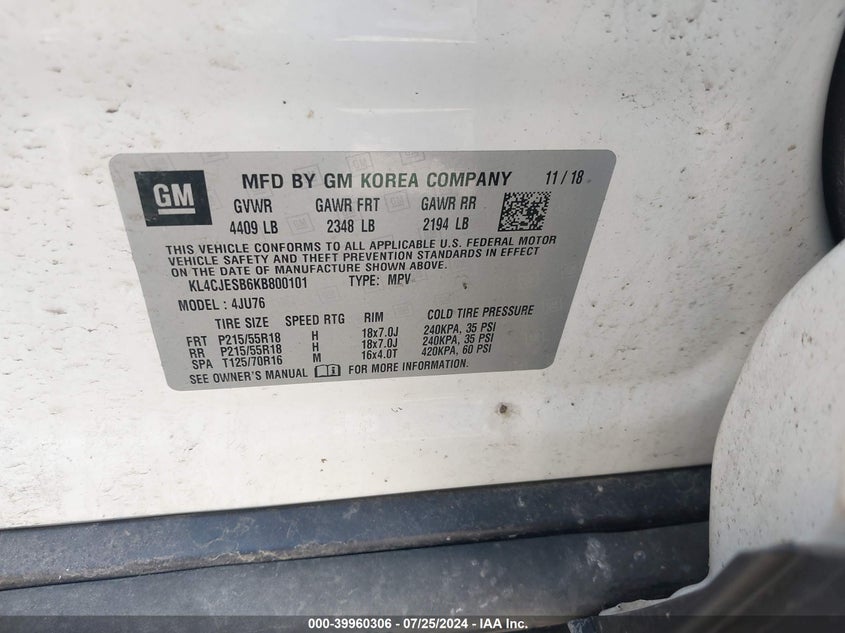 GM
MFD BY GM KOREA COMPANY 11 / 18
GVWR GAWR FRT GAWR RR
4409 LB 2348 LB 2194 LB
THIS VEHICLE CONFORMS TO ALL APPLICABLE U.S. FEDERAL MOTOR
VEHICLE SAFETY AND THEFT PREVENTION STANDARDS IN EFFECT
ON THE DATE OF MANUFACTURE SHOWN ABOVE.
KL4CJESB6KB800101 TYPE: MPV
MODEL : 4JU76
TIRE SIZE SPEED RTG RIM COLD TIRE PRESSURE
FRT P215/55R18 H 18x7.0J 240KPA, 35 PSI
RR P215/55R18 H 18x7.0J 240KPA, 35 PSI
SPA T125/70R16 M 16x4.0T 420KPA, 60 PSI
SEE OWNER'S MANUAL FOR MORE INFORMATION.
000-39960306 - 07/25/2024 - IAA Inc.